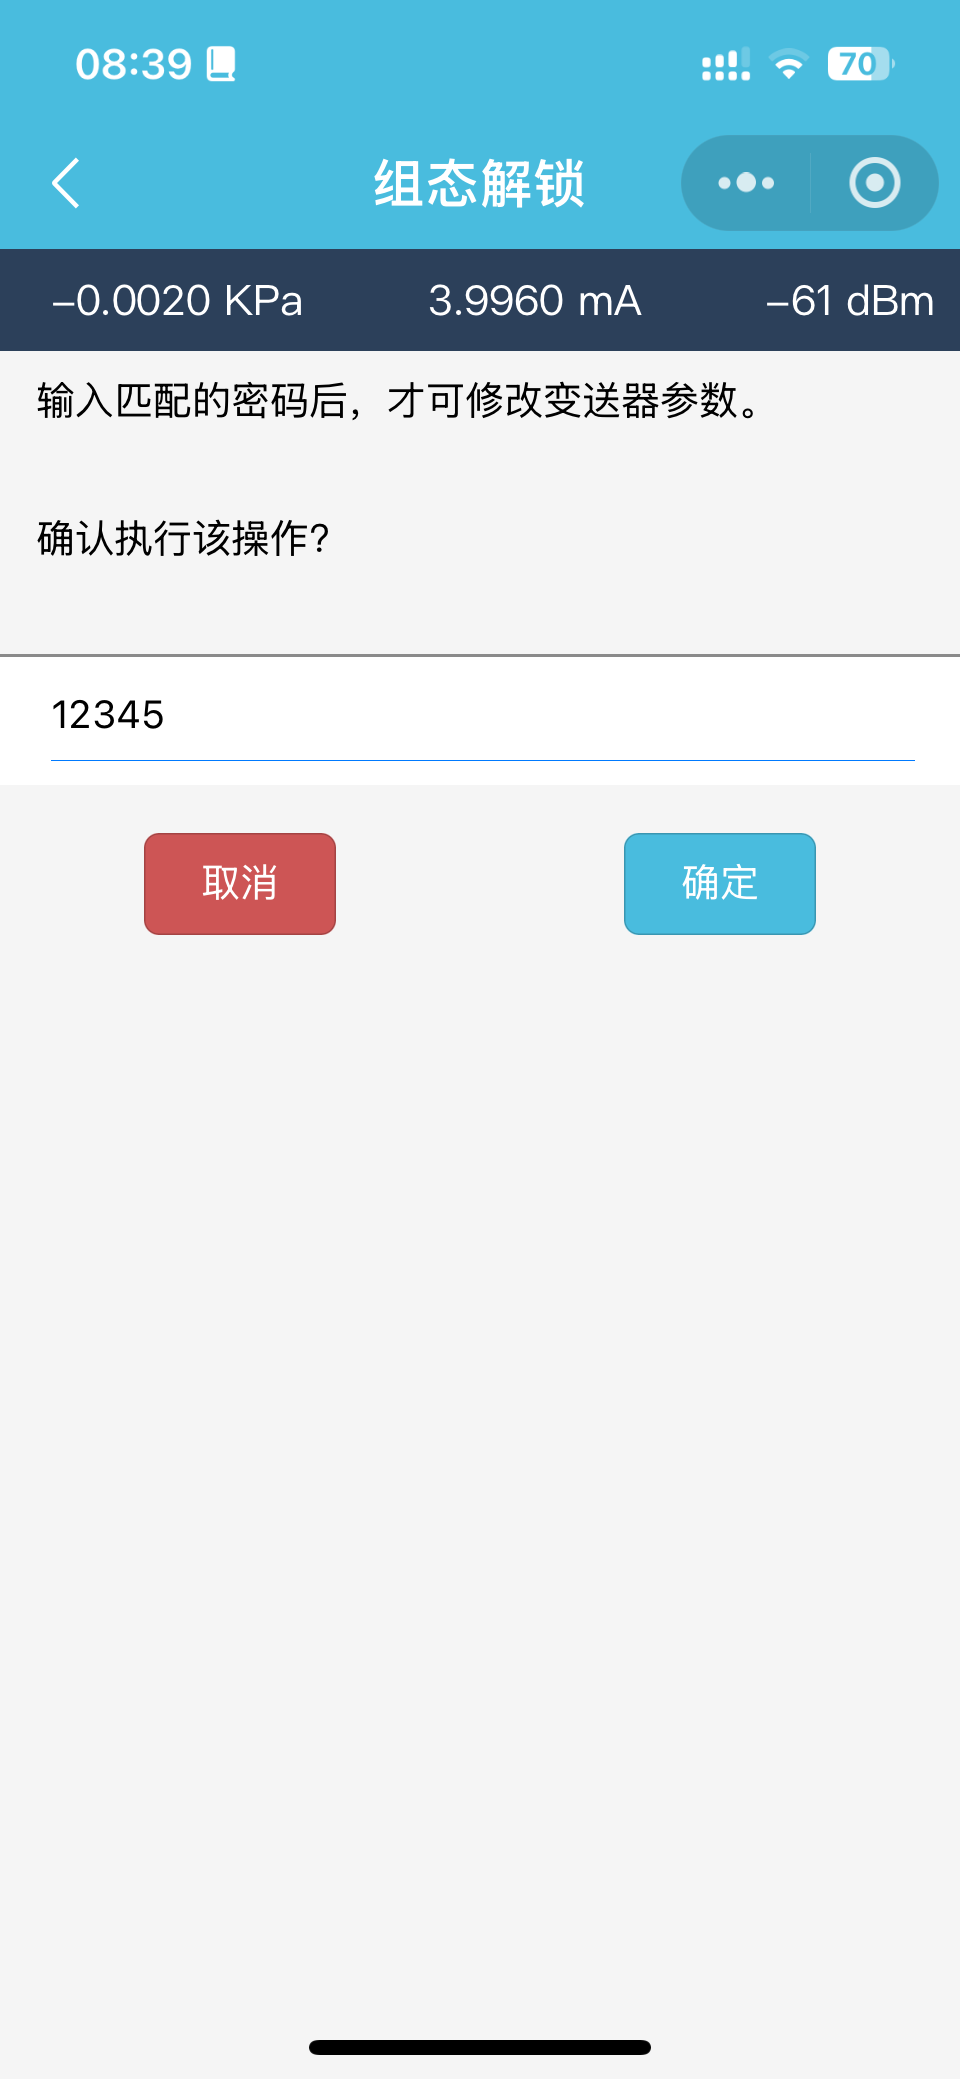 08:39
70
组态解锁
-0.0020 KPa 3.9960 mA -61 dBm
输入匹配的密码后，才可修改变送器参数。
确认执行该操作?
12345
取消 确定